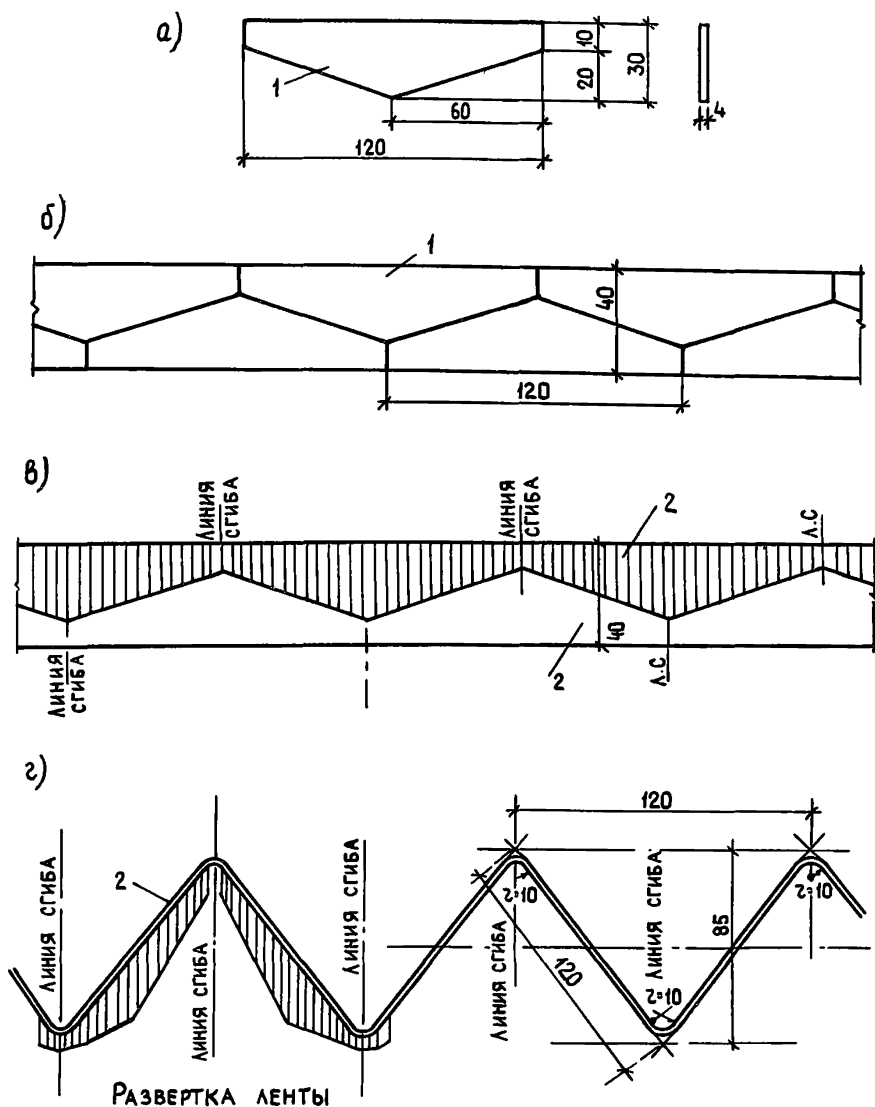 а)
10
20
30
1
60
120
4
б)
1
40
120
в)
ЛИНИЯ
СГИБА
ЛИНИЯ
СГИБА
2
Л.С
40
ЛИНИЯ
СГИБА
2
Л.С
г)
120
2
ЛИНИЯ СГИБА
ЛИНИЯ СГИБА
ЛИНИЯ СГИБА
ЛИНИЯ СГИБА
ЛИНИЯ СГИБА
r=10
r=10
85
120
r=10
РАЗВЕРТКА ЛЕНТЫ